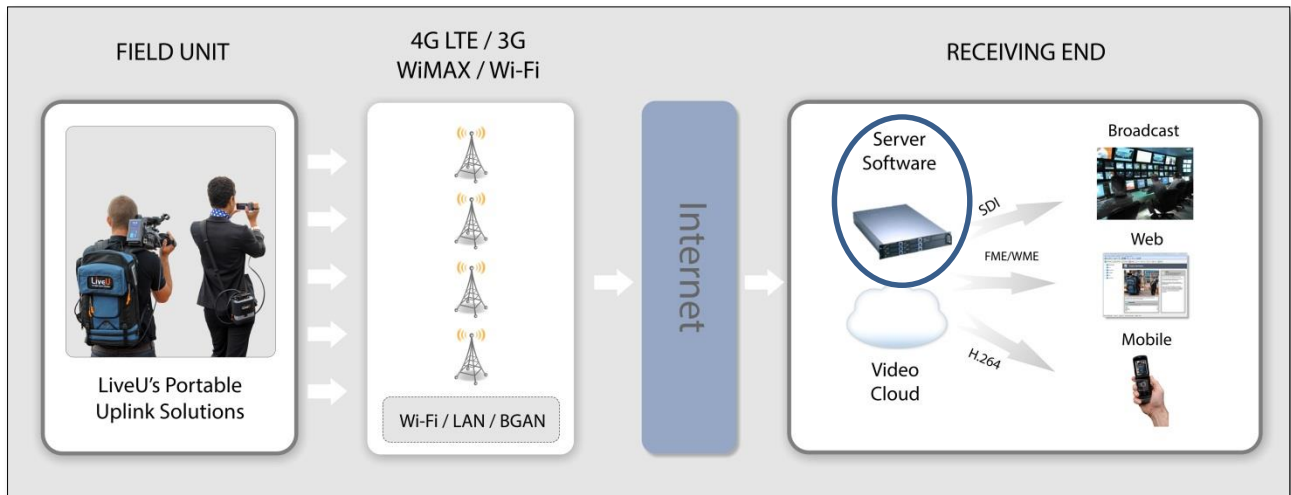 FIELD UNIT
4G LTE / 3G
WiMAX / Wi-Fi
RECEIVING END
LiveU
LiveU's Portable
Uplink Solutions
Wi-Fi / LAN / BGAN
Internet
Server
Software
Video
Cloud
SDI
FME/WME
H.264
Broadcast
Web
Mobile